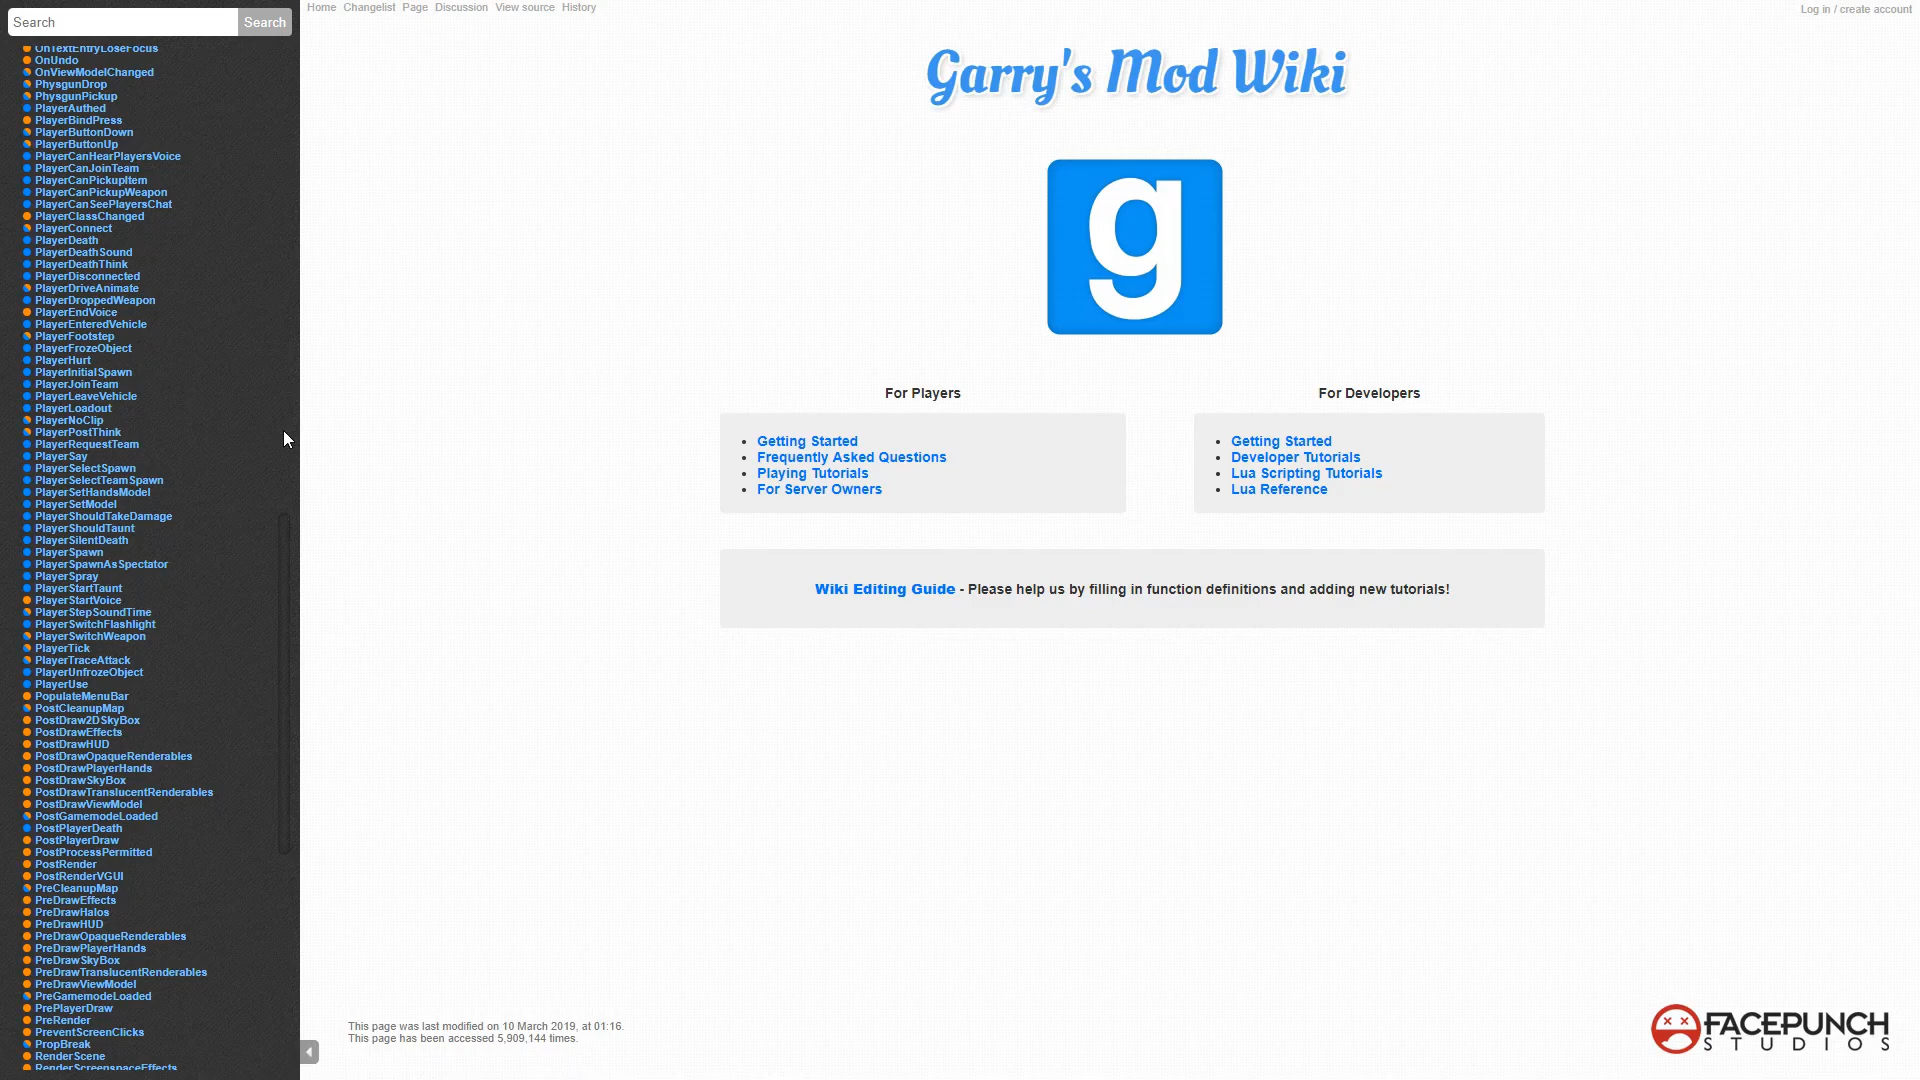 Search
Search
Home Changelist Page Discussion View source History
Log in / create account
OnTextEntryLoseFocus
OnUndo
OnViewModelChanged
PhysgunDrop
PhysgunPickup
PlayerAuthed
PlayerBindPress
PlayerButtonDown
PlayerButtonUp
PlayerCanHearPlayersVoice
PlayerCanJoinTeam
PlayerCanPickupItem
PlayerCanPickupWeapon
PlayerCanSeePlayersChat
PlayerClassChanged
PlayerConnect
PlayerDeath
PlayerDeathSound
PlayerDeathThink
PlayerDisconnected
PlayerDriveAnimate
PlayerDroppedWeapon
PlayerEndVoice
PlayerEnteredVehicle
PlayerFootstep
PlayerFrozeObject
PlayerHurt
PlayerInitialSpawn
PlayerJoinTeam
PlayerLeaveVehicle
PlayerLoadout
PlayerNoClip
PlayerPostThink
PlayerRequestTeam
PlayerSay
PlayerSelectSpawn
PlayerSelectTeamSpawn
PlayerSetHandsModel
PlayerSetModel
PlayerShouldTakeDamage
PlayerShouldTaunt
PlayerSilentDeath
PlayerSpawn
PlayerSpawnAsSpectator
PlayerSpray
PlayerStartTaunt
PlayerStartVoice
PlayerStepSoundTime
PlayerSwitchFlashlight
PlayerSwitchWeapon
PlayerTick
PlayerTraceAttack
PlayerUnfrozeObject
PlayerUse
PopulateMenuBar
PostCleanupMap
PostDraw2DSkyBox
PostDrawEffects
PostDrawHUD
PostDrawOpaqueRenderables
PostDrawPlayerHands
PostDrawSkyBox
PostDrawTranslucentRenderables
PostDrawViewModel
PostGamemodeLoaded
PostPlayerDeath
PostPlayerDraw
PostProcessPermitted
PostRender
PostRenderVGUI
PreCleanupMap
PreDrawEffects
PreDrawHalos
PreDrawHUD
PreDrawOpaqueRenderables
PreDrawPlayerHands
PreDrawSkyBox
PreDrawTranslucentRenderables
PreDrawViewModel
PreGamemodeLoaded
PrePlayerDraw
PreRender
PreventScreenClicks
PropBreak
RenderScene
RenderScreenspaceEffects
Garry's Mod Wiki
g
For Players
Getting Started
Frequently Asked Questions
Playing Tutorials
For Server Owners
For Developers
Getting Started
Developer Tutorials
Lua Scripting Tutorials
Lua Reference
Wiki Editing Guide - Please help us by filling in function definitions and adding new tutorials!
This page was last modified on 10 March 2019, at 01:16.
This page has been accessed 5,909,144 times.
FACEPUNCH
STUDIOS